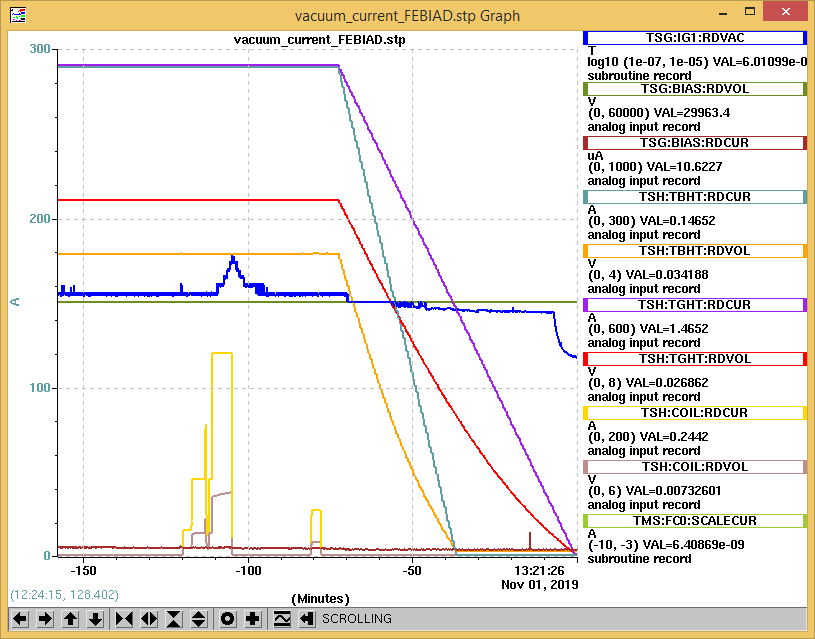 vacuum_current_FEBIAD.stp Graph
vacuum_current_FEBIAD.stp
300
200
A
100
0
-150
-100
-50
13:21:26
Nov 01, 2019
(12:24:15, 128.402)
(Minutes)
SCROLLING
TSG:IG1:RDVAC
T
log10 (1e-07, 1e-05) VAL=6.01099e-0
subroutine record
TSG:BIAS:RDVOL
V
(0, 60000) VAL=29963.4
analog input record
TSG:BIAS:RDCUR
uA
(0, 1000) VAL=10.6227
analog input record
TSH:TBHT:RDCUR
A
(0, 300) VAL=0.14652
analog input record
TSH:TBHT:RDVOL
V
(0, 4) VAL=0.034188
analog input record
TSH:TGHT:RDCUR
A
(0, 600) VAL=1.4652
analog input record
TSH:TGHT:RDVOL
V
(0, 8) VAL=0.026862
analog input record
TSH:COIL:RDCUR
A
(0, 200) VAL=0.2442
analog input record
TSH:COIL:RDVOL
V
(0, 6) VAL=0.00732601
analog input record
TMS:FC0:SCALECUR
A
(-10, -3) VAL=6.40869e-09
subroutine record